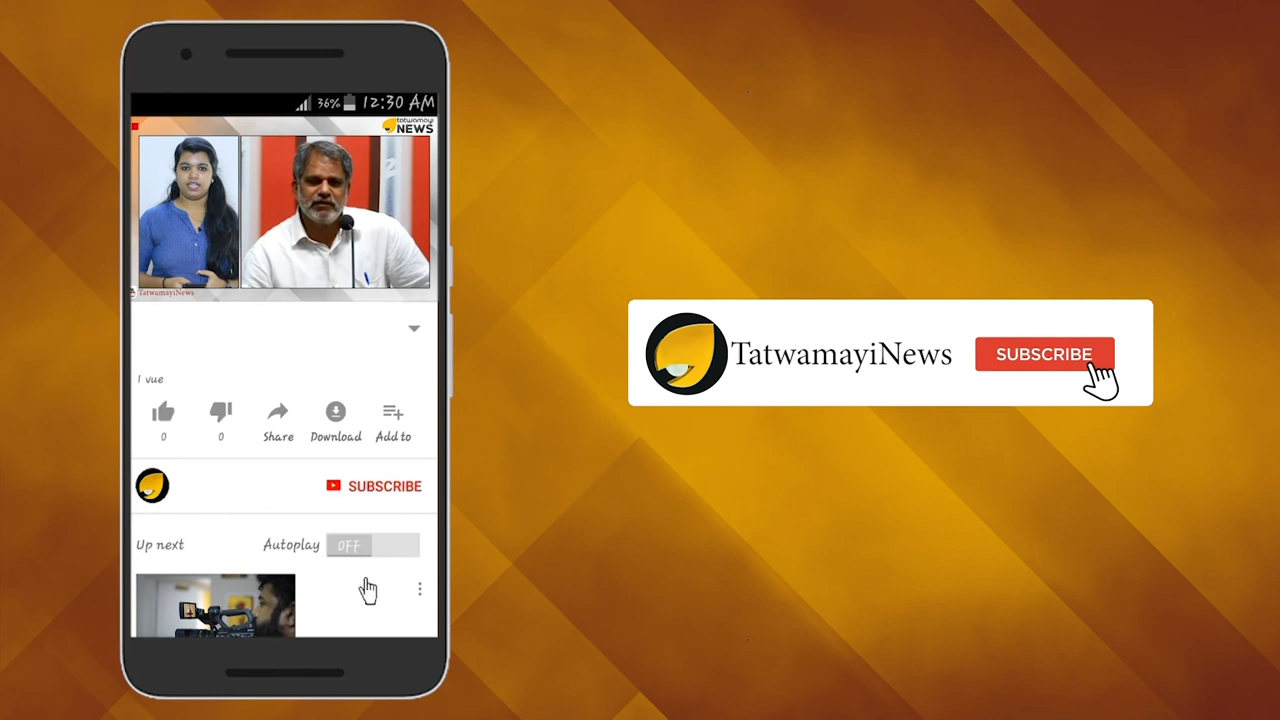 36% 12:30 AM
tatwamayi
NEWS
TatwamayiNews
1 vue
0 0 Share Download Add to
SUBSCRIBE
Up next Autoplay OFF
TatwamayiNews SUBSCRIBE